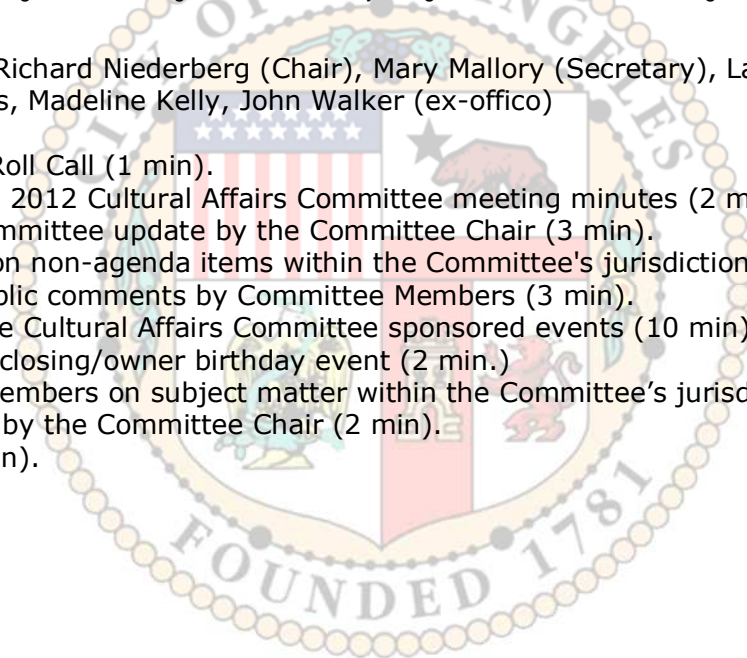 Richard Niederberg (Chair), Mary Mallory (Secretary), La
s, Madeline Kelly, John Walker (ex-offico)
Roll Call (1 min).
2012 Cultural Affairs Committee meeting minutes (2 m
mmittee update by the Committee Chair (3 min).
on non-agenda items within the Committee's jurisdiction
blic comments by Committee Members (3 min).
e Cultural Affairs Committee sponsored events (10 min)
closing/owner birthday event (2 min.)
embers on subject matter within the Committee’s jurisd
by the Committee Chair (2 min).
n).
CITY OF LOS ANGELES
FOUNDED 1781